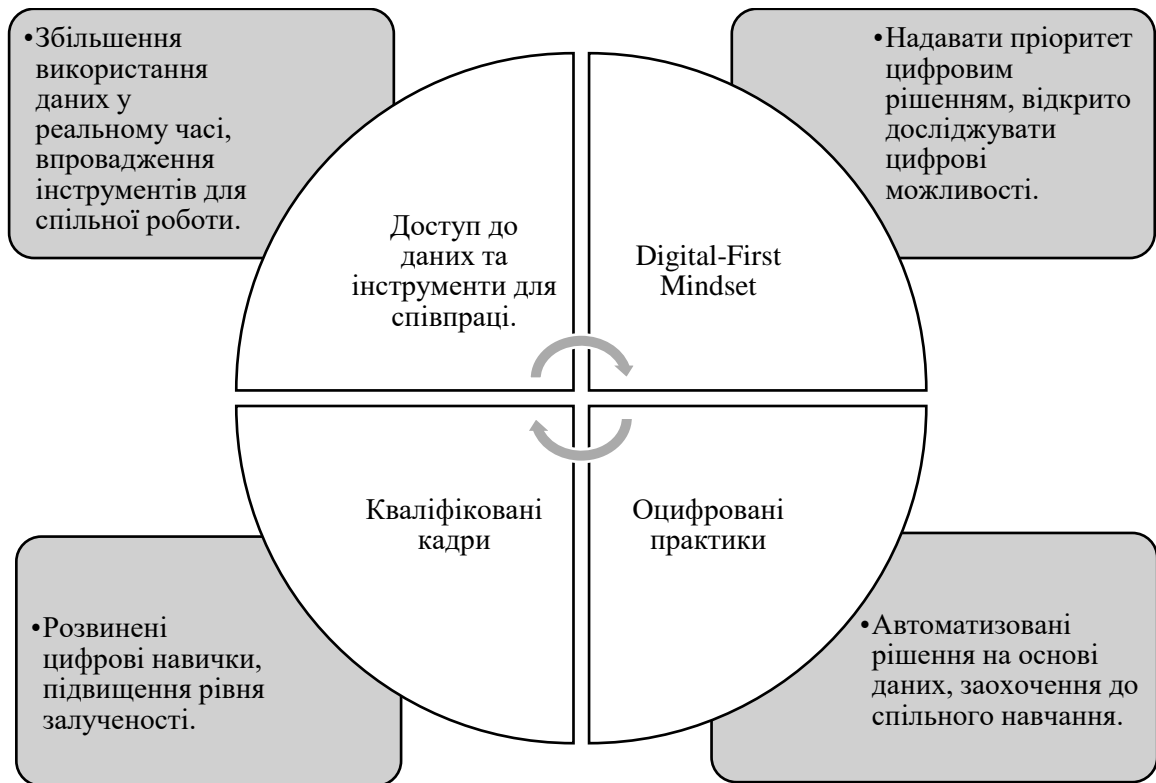 •Збільшення
використання
даних у
реальному часі,
впровадження
інструментів для
спільної роботи.
•Надавати пріоритет
цифровим
рішенням, відкрито
досліджувати
цифрові
можливості.
Доступ до
даних та
інструменти для
співпраці.
Digital-First
Mindset
Кваліфіковані
кадри
Оцифровані
практики
•Розвинені
цифрові навички,
підвищення рівня
залученості.
•Автоматизовані
рішення на основі
даних, заохочення до
спільного навчання.